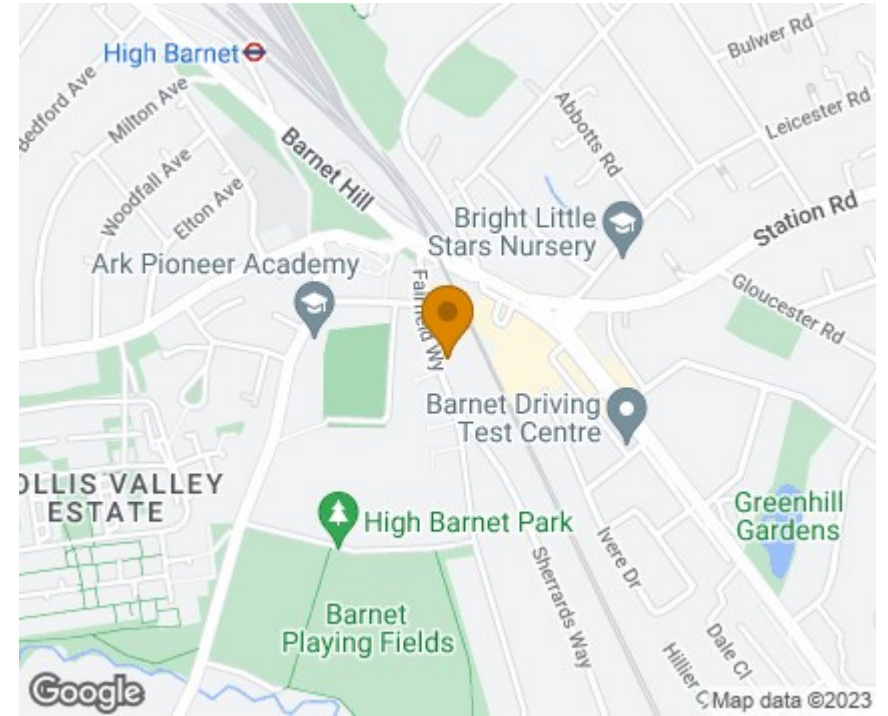 High Barnet
Bulwer Rd
Bedford Ave
Milton Ave
Abbotts Rd
Leicester Rd
Woodfall Ave
Barnet Hill
Elton Ave
Bright Little
Stars Nursery
Station Rd
Ark Pioneer Academy
Fairfield Wy
Gloucester Rd
Barnet Driving
Test Centre
OLLIS VALLEY
ESTATE
High Barnet Park
Greenhill
Gardens
Ivere Dr
Sherrards Way
Barnet
Playing Fields
Dale Cl
Hillier
Google
Map data ©2023